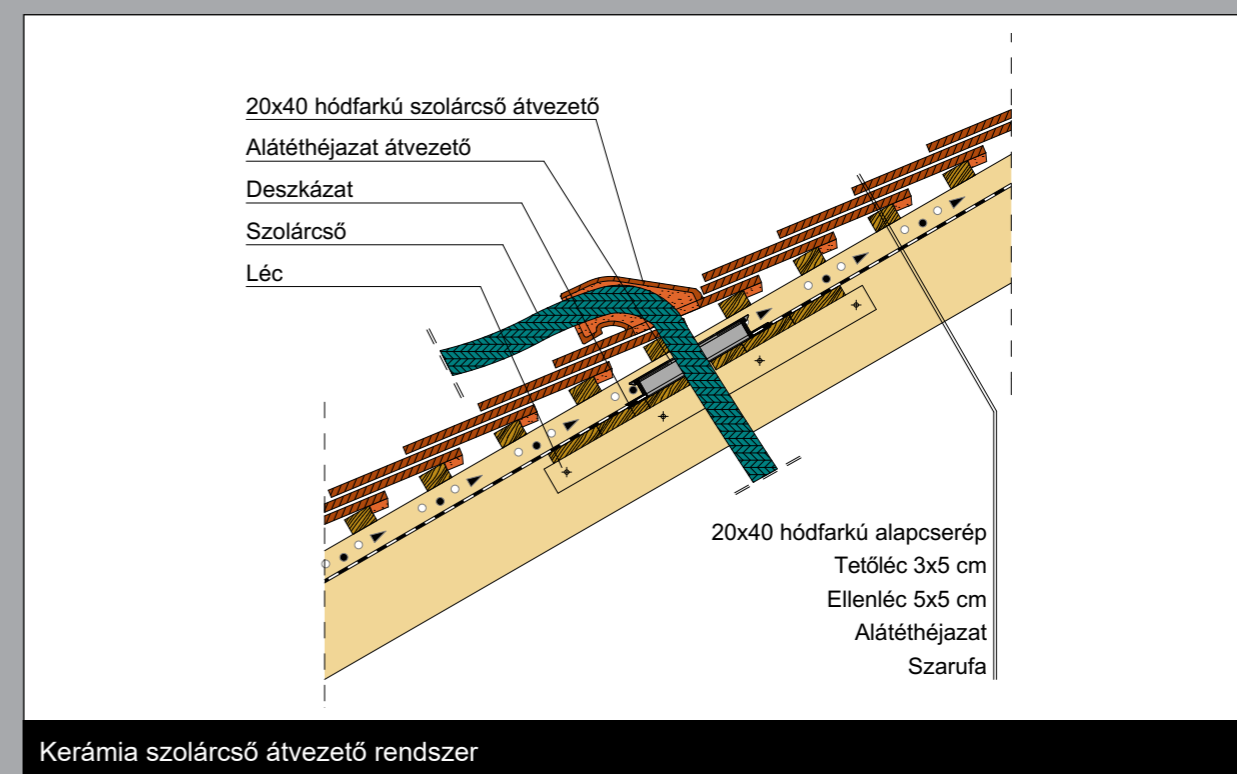 20x40 hódfarkú szolárcső átvezető
Alátéthéjazat átvezető
Deszkázat
Szolárcső
Léc
20x40 hódfarkú alapcserép
Tetőléc 3x5 cm
Ellenléc 5x5 cm
Alátéthéjazat
Szarufa
Kerámia szolárcső átvezető rendszer